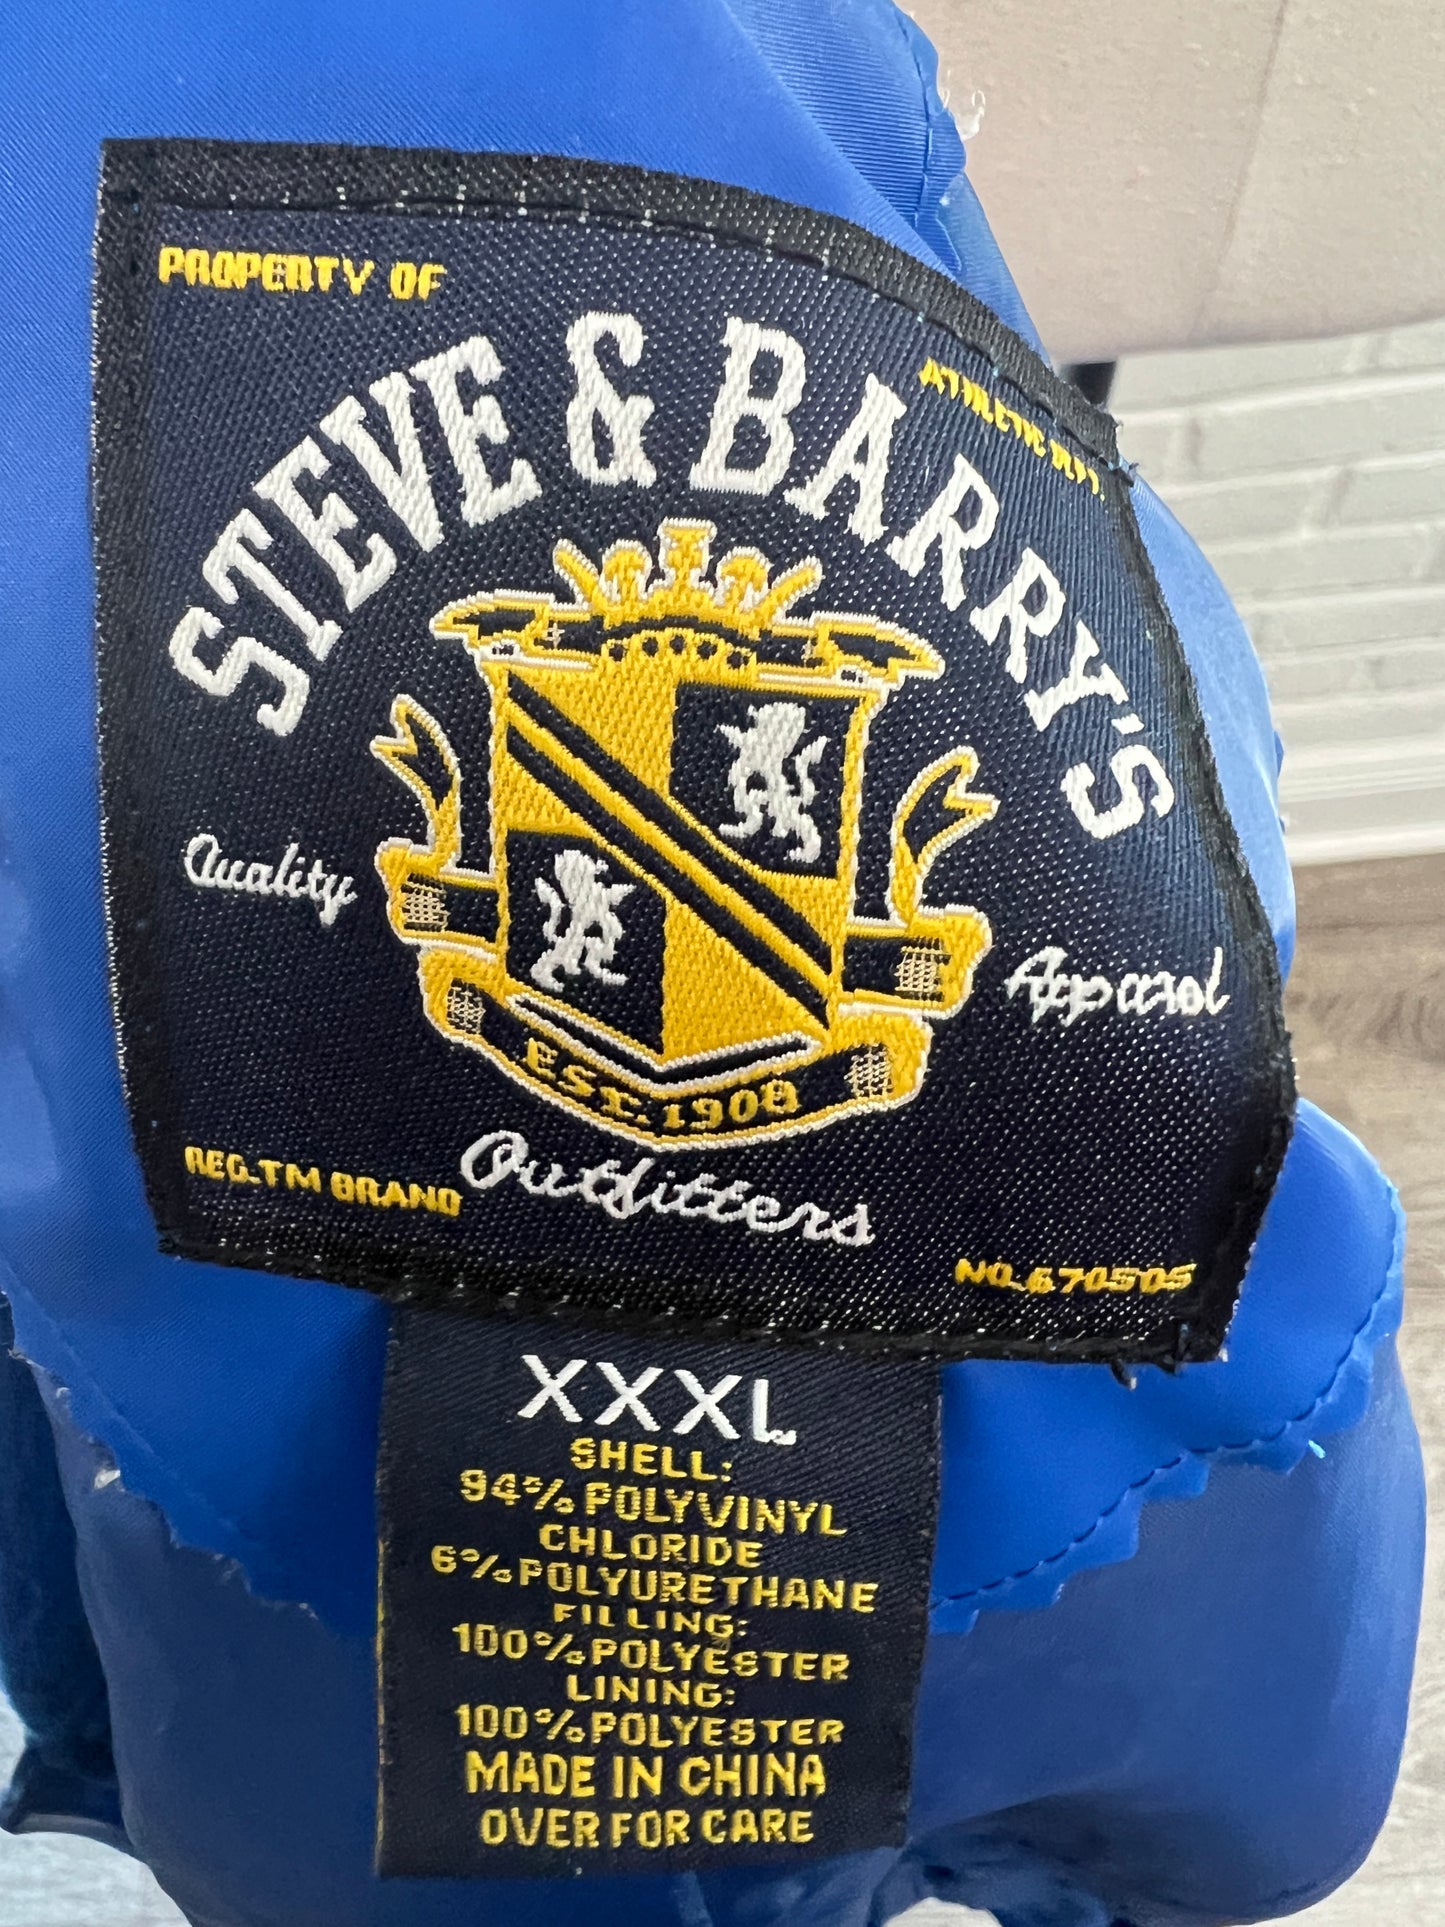 PROPERTY OF
ATHLETIC DEPT.
STEVE & BARRY'S
Quality
Apparel
EST. 1908
Outfitters
REG.TM BRAND
NO.670505
XXXL
SHELL:
94%POLYVINYL
CHLORIDE
6%POLYURETHANE
FILLING:
100%POLYESTER
LINING:
100%POLYESTER
MADE IN CHINA
OVER FOR CARE